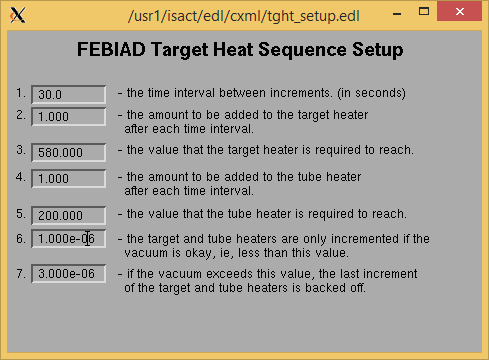 /usr1/isact/edl/cxml/tght_setup.edl
FEBIAD Target Heat Sequence Setup
1. 30.0 - the time interval between increments. (in seconds)
2. 1.000 - the amount to be added to the target heater
after each time interval.
3. 580.000 - the value that the target heater is required to reach.
4. 1.000 - the amount to be added to the tube heater
after each time interval.
5. 200.000 - the value that the tube heater is required to reach.
6. 1.000e-06 - the target and tube heaters are only incremented if the
vacuum is okay, ie, less than this value.
7. 3.000e-06 - if the vacuum exceeds this value, the last increment
of the target and tube heaters is backed off.